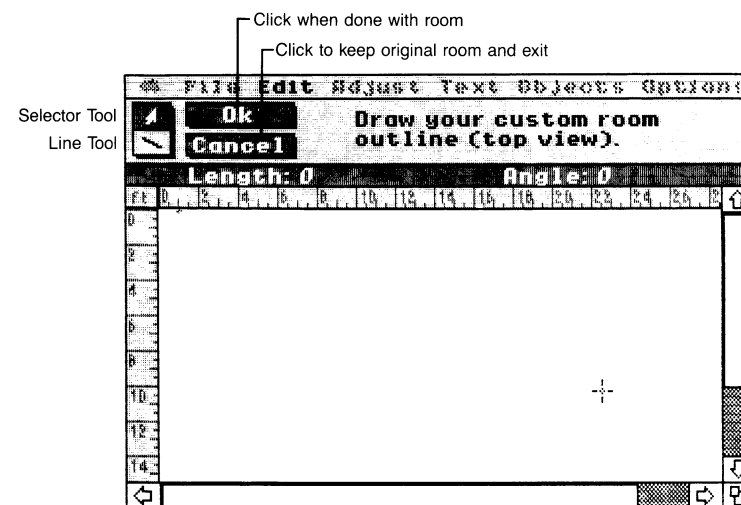 Click when done with room
Click to keep original room and exit
File Edit Adjust Text Objects Options
Selector Tool
Line Tool
Ok
Cancel
Draw your custom room
outline (top view).
Length: 0 Angle: 0
ft 0 2 4 6 8 10 12 14 16 18 20 22 24 26 2
0
2
4
6
8
10
12
14